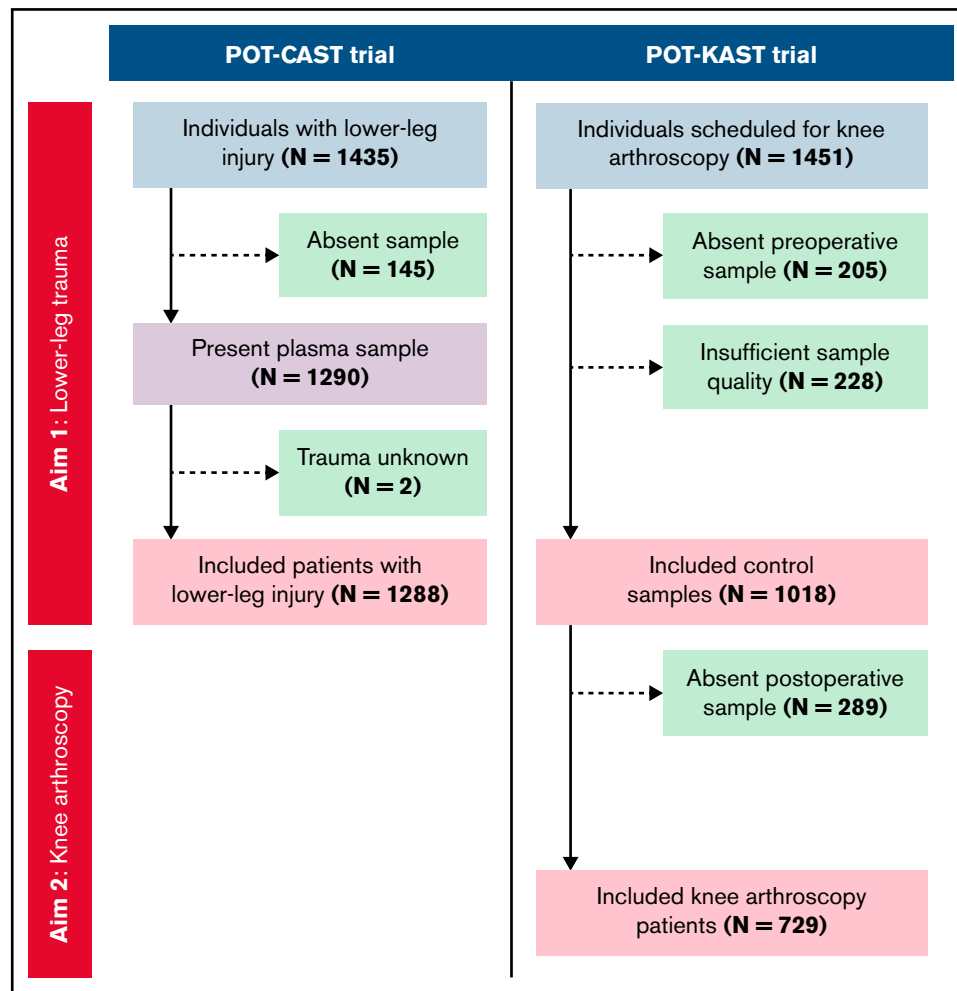 POT-CAST trial
POT-KAST trial
Aim 1: Lower-leg trauma
Individuals with lower-leg
injury (N = 1435)
Absent sample
(N = 145)
Present plasma sample
(N = 1290)
Trauma unknown
(N = 2)
Included patients with
lower-leg injury (N = 1288)
Individuals scheduled for knee
arthroscopy (N = 1451)
Absent preoperative
sample (N = 205)
Insufficient sample
quality (N = 228)
Included control
samples (N = 1018)
Aim 2: Knee arthroscopy
Absent postoperative
sample (N = 289)
Included knee arthroscopy
patients (N = 729)